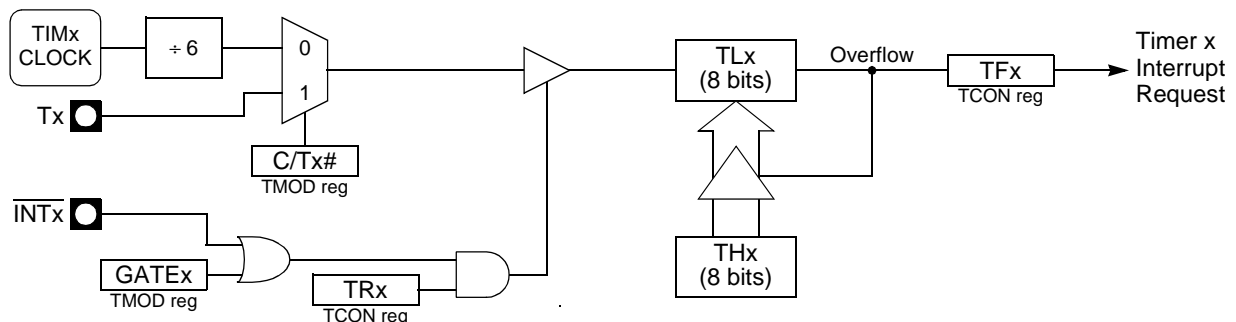 TIMx
CLOCK
÷ 6
0
1
Tx
C/Tx#
TMOD reg
TLx
(8 bits)
Overflow
TFx
TCON reg
Timer x
Interrupt
Request
INTx
GATEx
TMOD reg
TRx
TCON reg
THx
(8 bits)